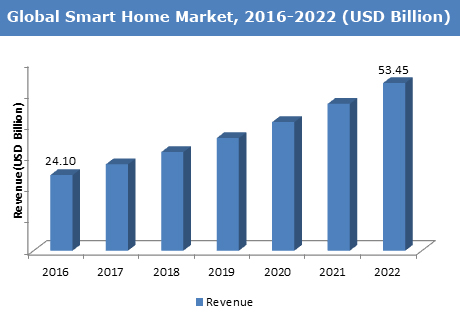 Global Smart Home Market, 2016-2022 (USD Billion)
53.45
24.10
Revenue(USD Billion)
2016 2017 2018 2019 2020 2021 2022
Revenue